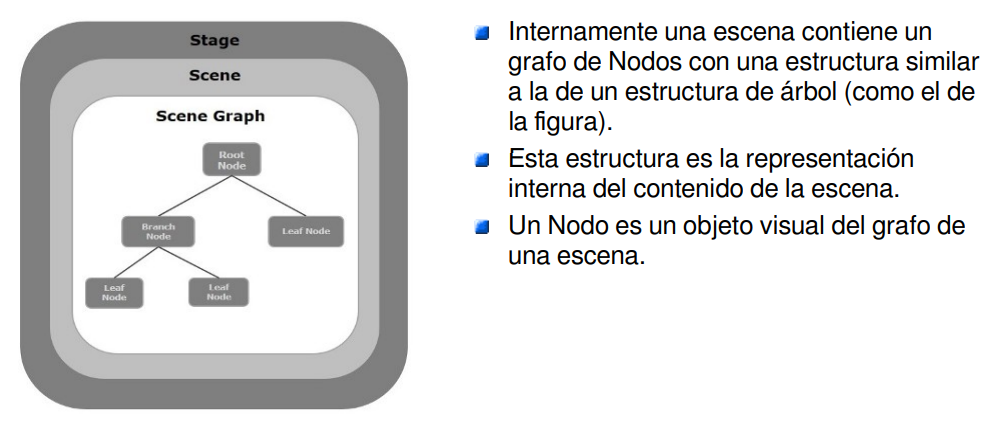 Stage
Scene
Scene Graph
Root
Node
Branch
Node
Leaf Node
Leaf
Node
Leaf
Node
Internamente una escena contiene un
grafo de Nodos con una estructura similar
a la de un estructura de árbol (como el de
la figura).
Esta estructura es la representación
interna del contenido de la escena.
Un Nodo es un objeto visual del grafo de
una escena.